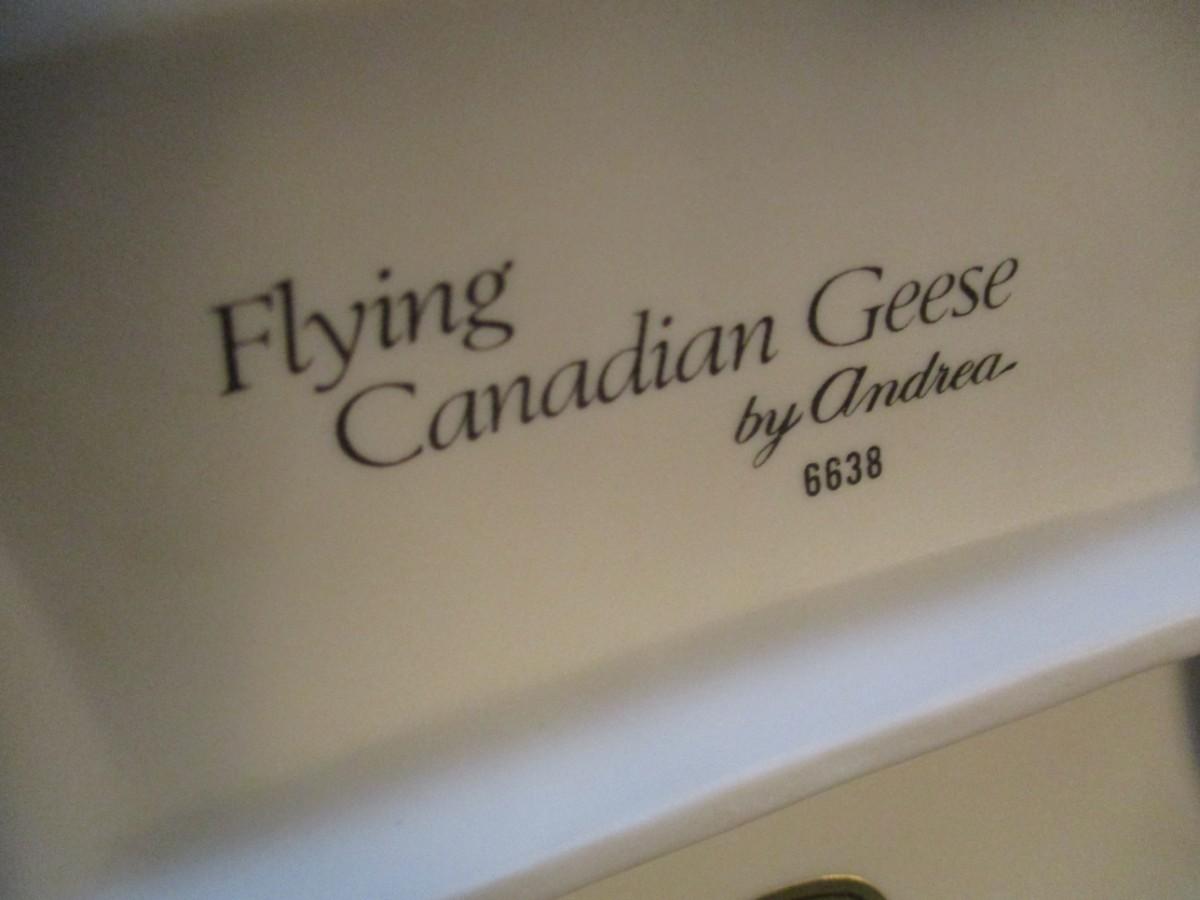 Flying
Canadian Geese
by Andrea
6638